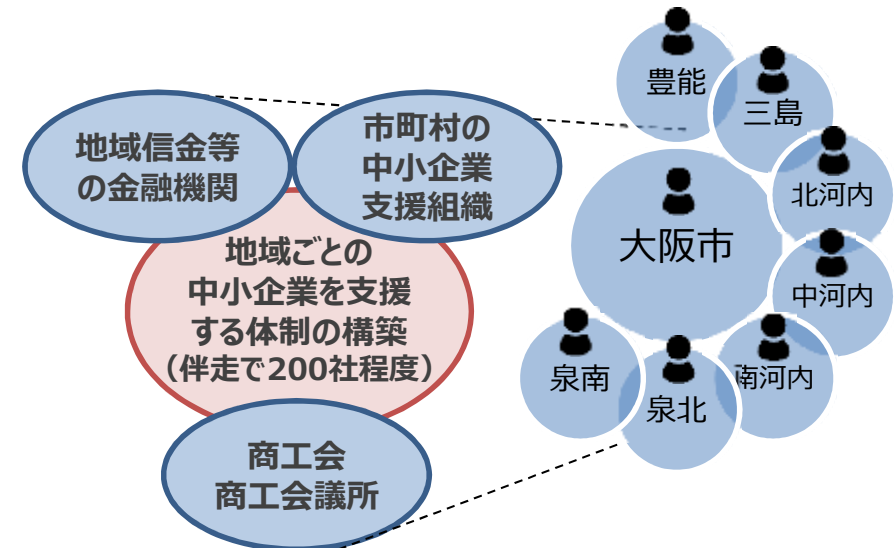 地域信金等
の金融機関
市町村の
中小企業
支援組織
地域ごとの
中小企業を支援
する体制の構築
（伴走で200社程度）
商工会
商工会議所
豊能
三島
北河内
大阪市
中河内
南河内
泉北
泉南